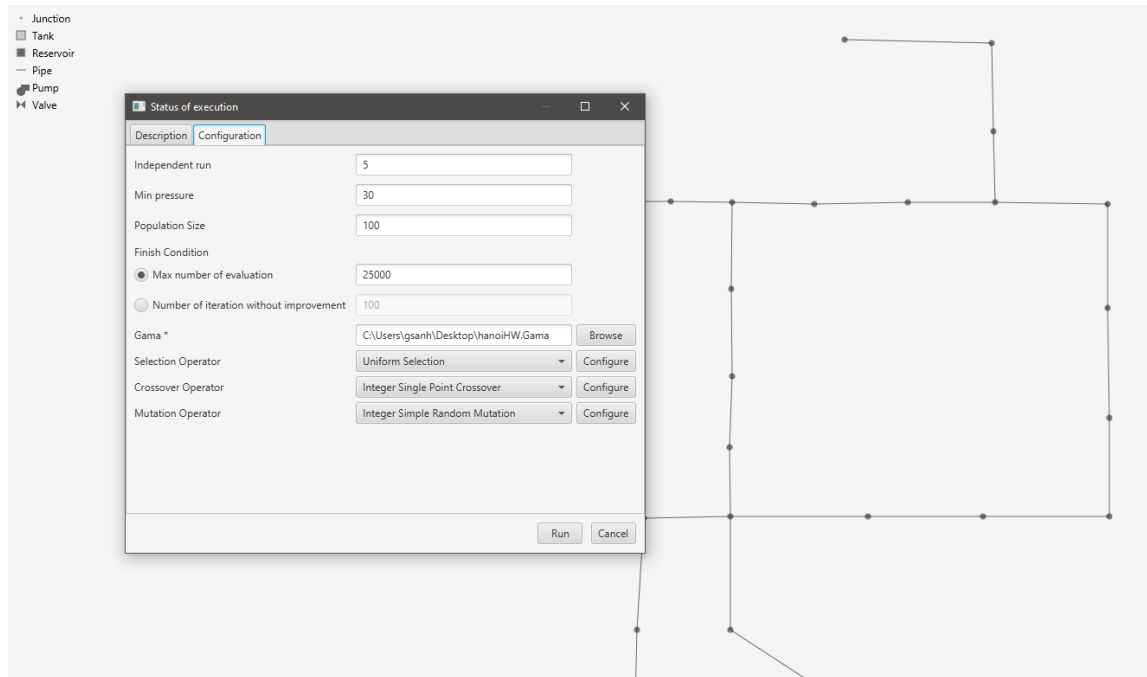 Junction
Tank
Reservoir
Pipe
Pump
Valve
Status of execution
Description Configuration
Independent run 5
Min pressure 30
Population Size 100
Finish Condition
Max number of evaluation 25000
Number of iteration without improvement 100
Gama * C:\Users\gsanh\Desktop\hanoiHW.Gama Browse
Selection Operator Uniform Selection Configure
Crossover Operator Integer Single Point Crossover Configure
Mutation Operator Integer Simple Random Mutation Configure
Run Cancel